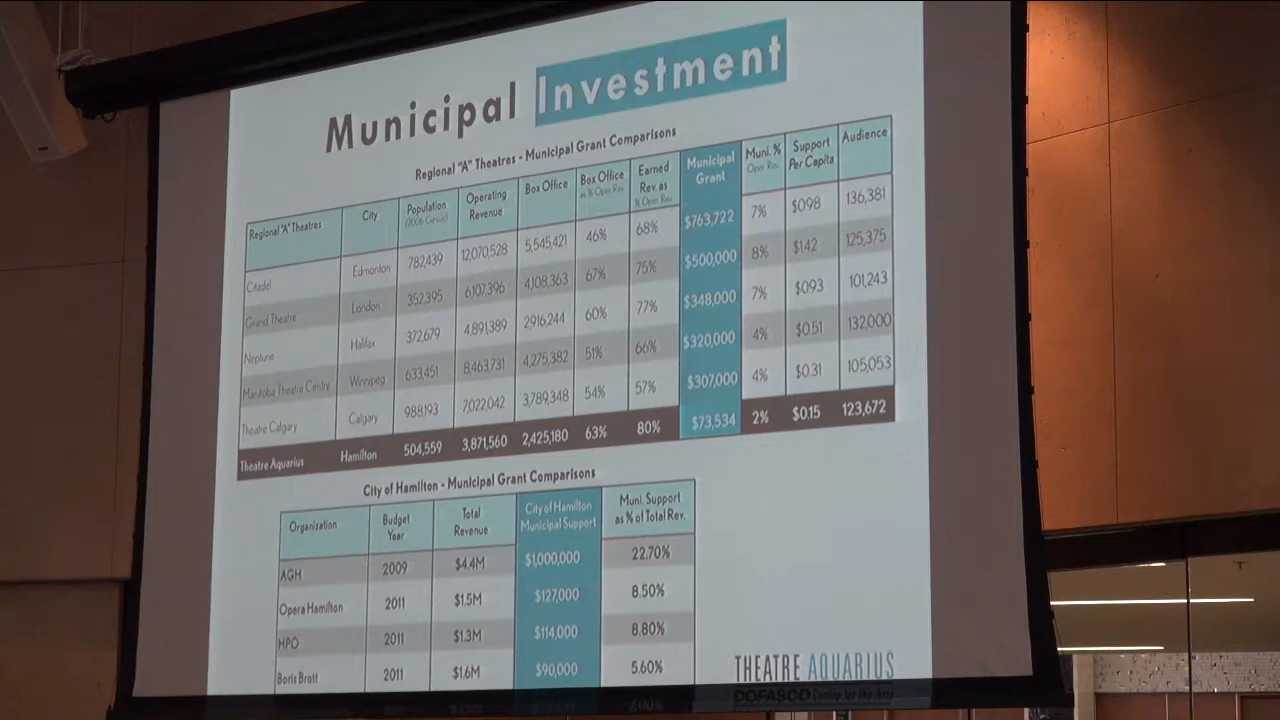 Municipal Investment
Regional "A" Theatres - Municipal Grant Comparisons
Regional "A" Theatres City Population (2006 Census) Operating Revenue Box Office Box Office as % Oper Rev. Earned Rev. as % Oper Rev. Municipal Grant Muni. % Oper Rev. Support Per Capita Audience
Citadel Edmonton 782,439 12,070,528 5,545,421 46% 68% $763,722 7% $0.98 136,381
Grand Theatre London 352,395 6,107,396 4,108,363 67% 75% $500,000 8% $1.42 125,375
Neptune Halifax 372,679 4,891,389 2,916,244 60% 77% $348,000 7% $0.93 101,243
Manitoba Theatre Centre Winnipeg 633,451 8,463,731 4,275,382 51% 66% $320,000 4% $0.51 132,000
Theatre Calgary Calgary 988,193 7,022,042 3,789,348 54% 57% $307,000 4% $0.31 105,053
Theatre Aquarius Hamilton 504,559 3,871,560 2,425,180 63% 80% $73,534 2% $0.15 123,672
City of Hamilton - Municipal Grant Comparisons
Organization Budget Year Total Revenue City of Hamilton Municipal Support Muni. Support as % of Total Rev.
AGH 2009 $4.4M $1,000,000 22.70%
Opera Hamilton 2011 $1.5M $127,000 8.50%
HPO 2011 $1.3M $114,000 8.80%
Boris Brott 2011 $1.6M $90,000 5.60%
THEATRE AQUARIUS
DOFASCO Centre for the Arts